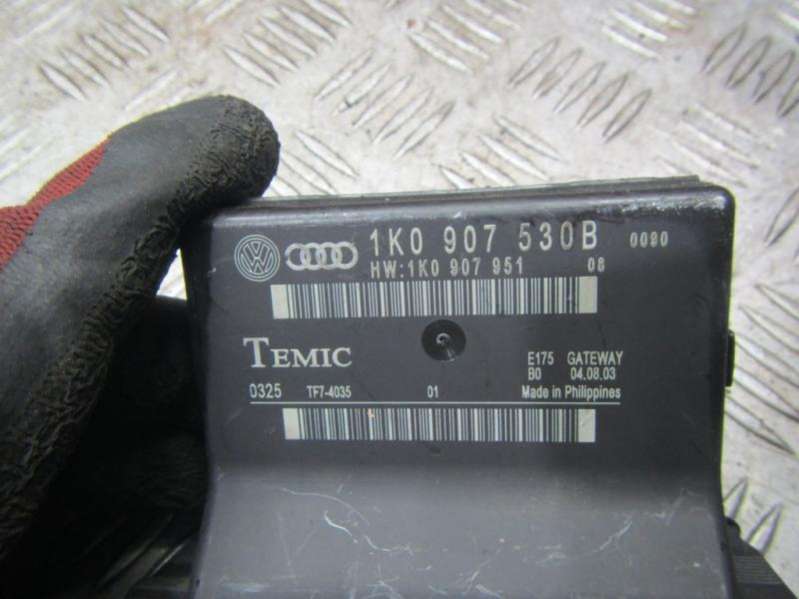 1K0 907 530B 0090
HW:1K0 907 951 06
TEMIC
E175 GATEWAY
B0 04.08.03
0325 TF7-4035 01 Made in Philippines